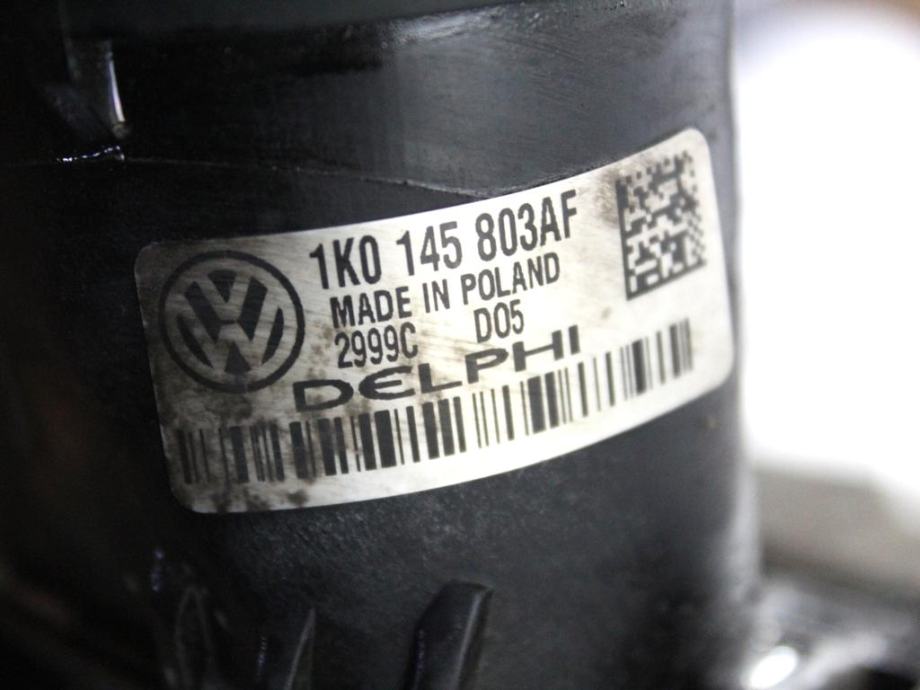 1K0 145 803AF
MADE IN POLAND
2999C D05
DELPHI